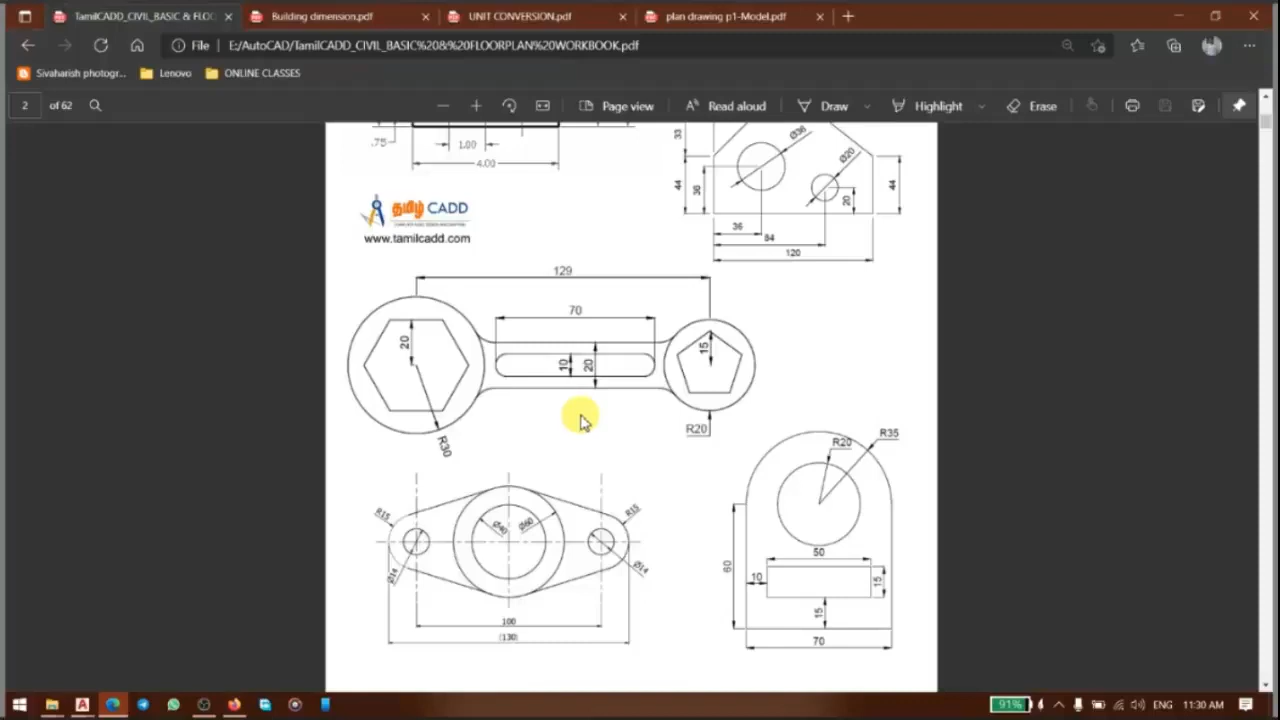 TamilCADD_CIVIL_BASIC & FLOO
Building dimension.pdf
UNIT CONVERSION.pdf
plan drawing p1-Model.pdf
File
E:/AutoCAD/TamilCADD_CIVIL_BASIC%20&%20FLOORPLAN%20WORKBOOK.pdf
Sivaharish photogr...
Lenovo
ONLINE CLASSES
2 of 62
Page view
Read aloud
Draw
Highlight
Erase
.75
1.00
4.00
33
Ø36
Ø20
44
36
20
44
36
84
120
தமிழ் CADD
www.tamilcadd.com
129
70
20
10
20
15
R30
R20
R15
Ø40
Ø60
R15
Ø14
Ø14
100
(130)
R20
R35
60
50
10
15
15
70
91%
ENG
11:30 AM